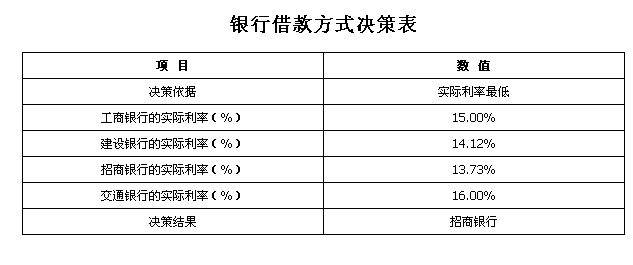 银行借款方式决策表
项 目 数 值
决策依据 实际利率最低
工商银行的实际利率（%） 15.00%
建设银行的实际利率（%） 14.12%
招商银行的实际利率（%） 13.73%
交通银行的实际利率（%） 16.00%
决策结果 招商银行